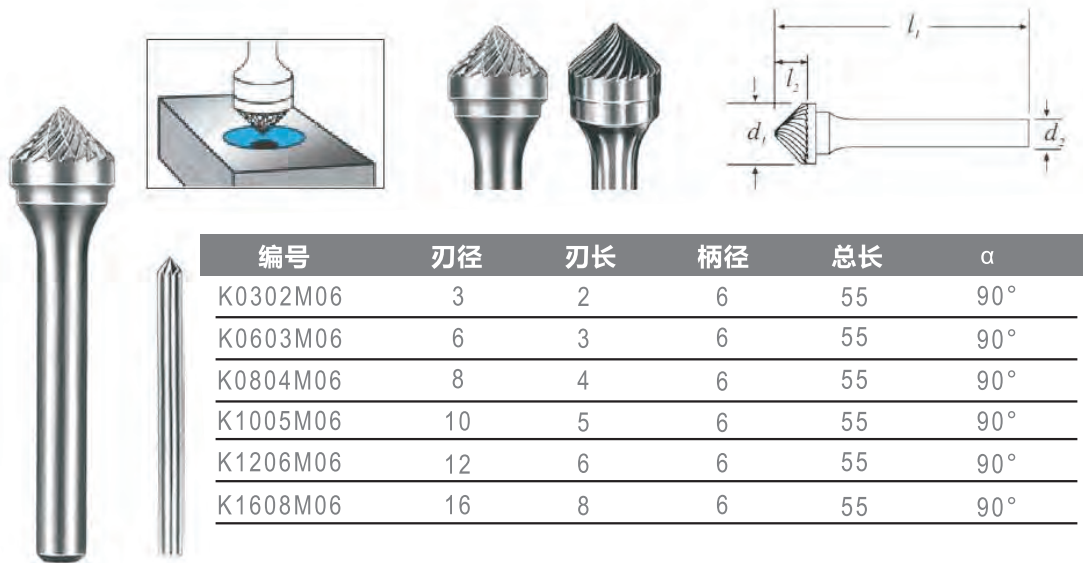 l₁
l₂
d₁ d₂
编号 刃径 刃长 柄径 总长 α
K0302M06 3 2 6 55 90°
K0603M06 6 3 6 55 90°
K0804M06 8 4 6 55 90°
K1005M06 10 5 6 55 90°
K1206M06 12 6 6 55 90°
K1608M06 16 8 6 55 90°